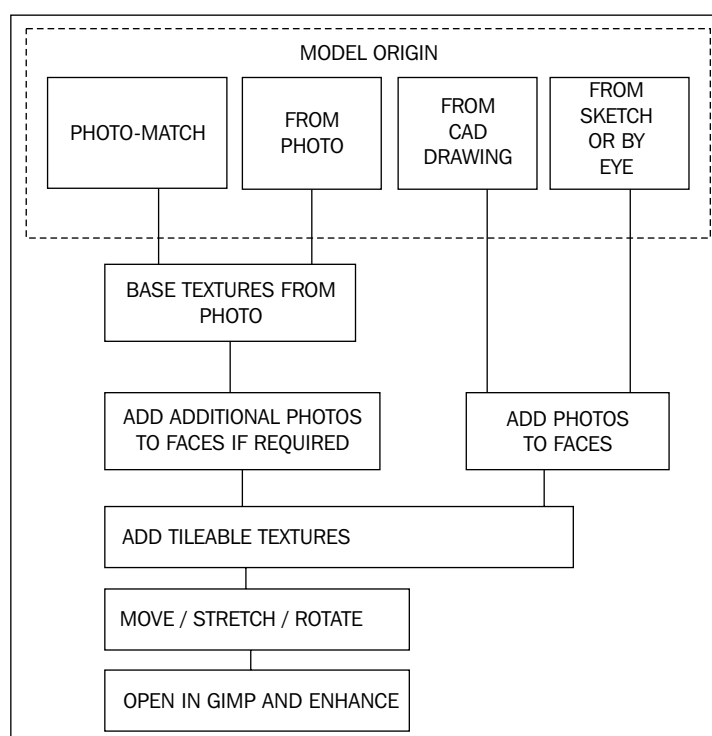 MODEL ORIGIN
PHOTO-MATCH
FROM
PHOTO
FROM
CAD
DRAWING
FROM
SKETCH
OR BY
EYE
BASE TEXTURES FROM
PHOTO
ADD ADDITIONAL PHOTOS
TO FACES IF REQUIRED
ADD PHOTOS
TO FACES
ADD TILEABLE TEXTURES
MOVE / STRETCH / ROTATE
OPEN IN GIMP AND ENHANCE